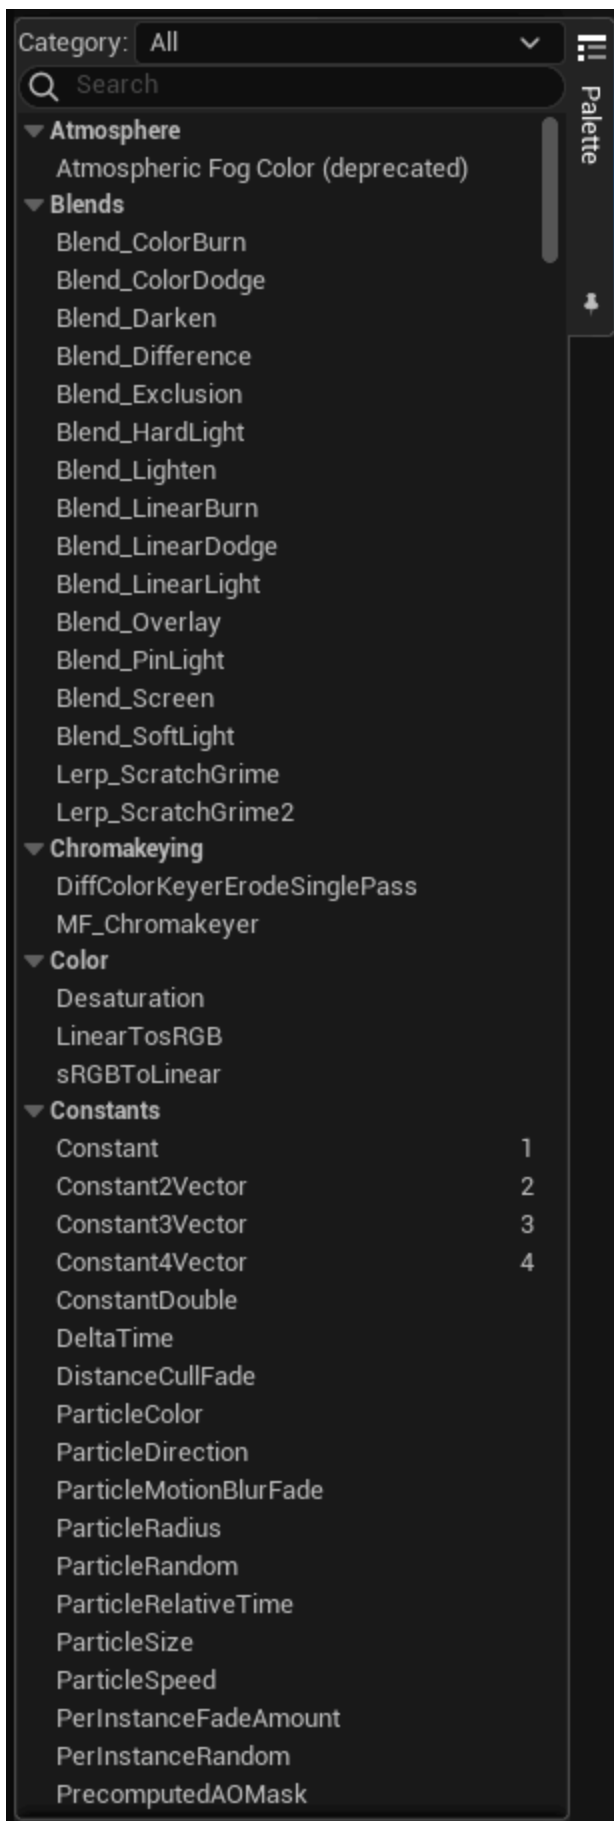 Category: All
Search
Palette
Atmosphere
Atmospheric Fog Color (deprecated)
Blends
Blend_ColorBurn
Blend_ColorDodge
Blend_Darken
Blend_Difference
Blend_Exclusion
Blend_HardLight
Blend_Lighten
Blend_LinearBurn
Blend_LinearDodge
Blend_LinearLight
Blend_Overlay
Blend_PinLight
Blend_Screen
Blend_SoftLight
Lerp_ScratchGrime
Lerp_ScratchGrime2
Chromakeying
DiffColorKeyerErodeSinglePass
MF_Chromakeyer
Color
Desaturation
LinearTosRGB
sRGBToLinear
Constants
Constant 1
Constant2Vector 2
Constant3Vector 3
Constant4Vector 4
ConstantDouble
DeltaTime
DistanceCullFade
ParticleColor
ParticleDirection
ParticleMotionBlurFade
ParticleRadius
ParticleRandom
ParticleRelativeTime
ParticleSize
ParticleSpeed
PerInstanceFadeAmount
PerInstanceRandom
PrecomputedAOMask